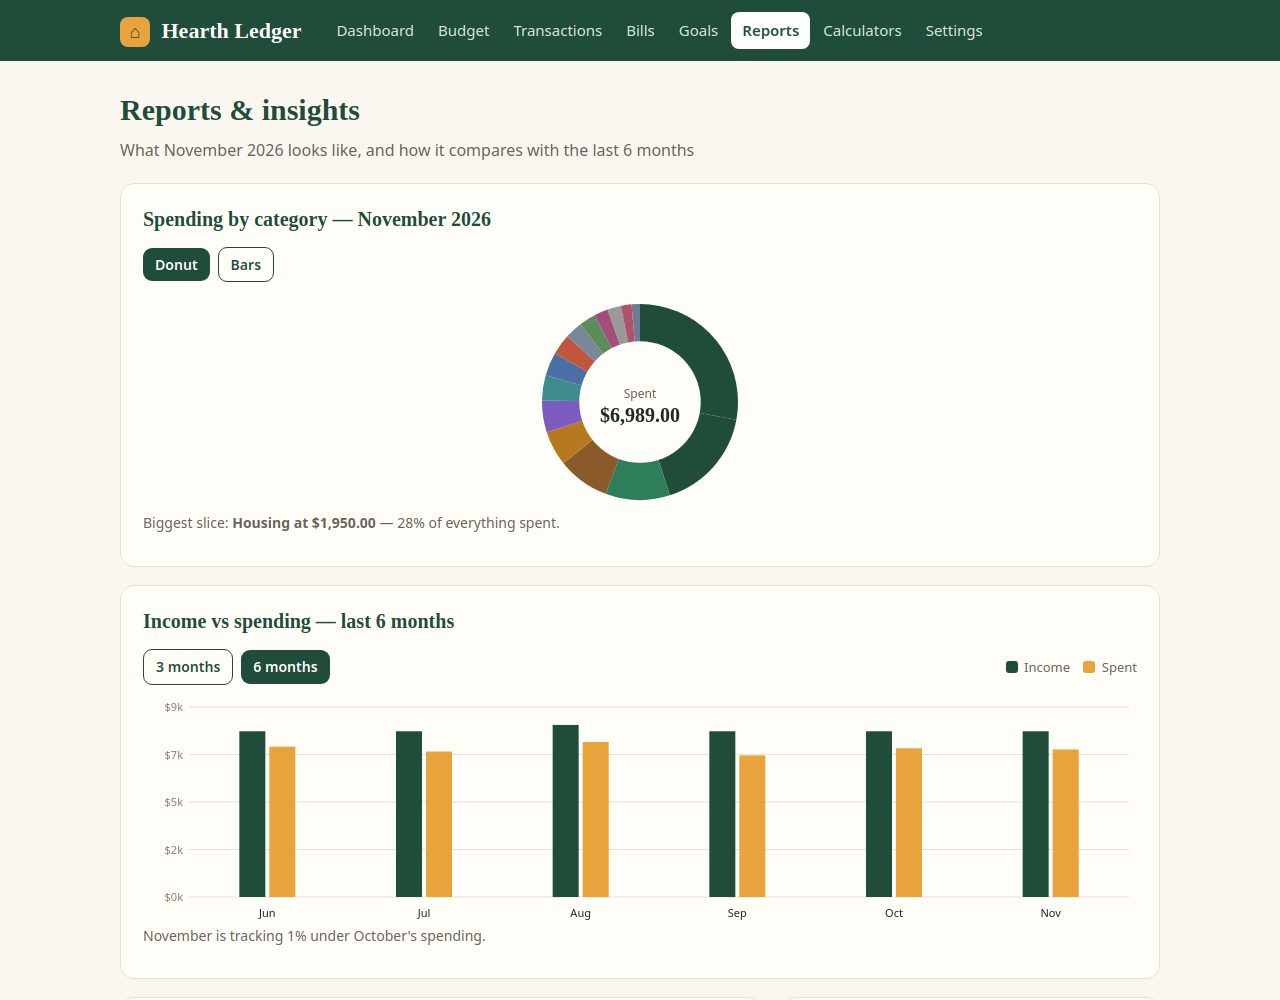 Hearth Ledger Dashboard Budget Transactions Bills Goals Reports Calculators Settings
Reports & insights
What November 2026 looks like, and how it compares with the last 6 months
Spending by category — November 2026
Donut Bars
Spent
$6,989.00
Biggest slice: Housing at $1,950.00 — 28% of everything spent.
Income vs spending — last 6 months
3 months 6 months Income Spent
$9k
$7k
$5k
$2k
$0k
Jun Jul Aug Sep Oct Nov
November is tracking 1% under October's spending.